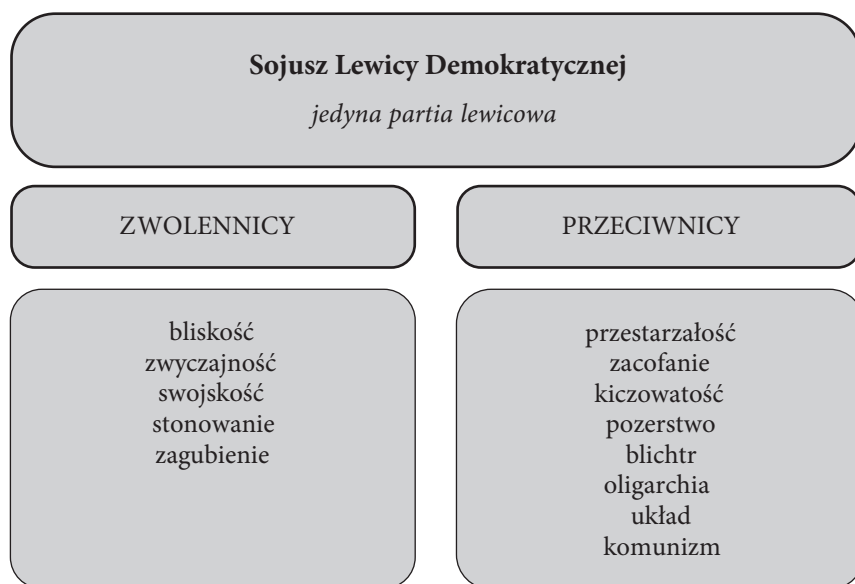 Sojusz Lewicy Demokratycznej
jedyna partia lewicowa
ZWOLENNICY
PRZECIWNICY
bliskość
zwyczajność
swojskość
stonowanie
zagubienie
przestarzałość
zacofanie
kiczowatość
pozerstwo
blichtr
oligarchia
układ
komunizm